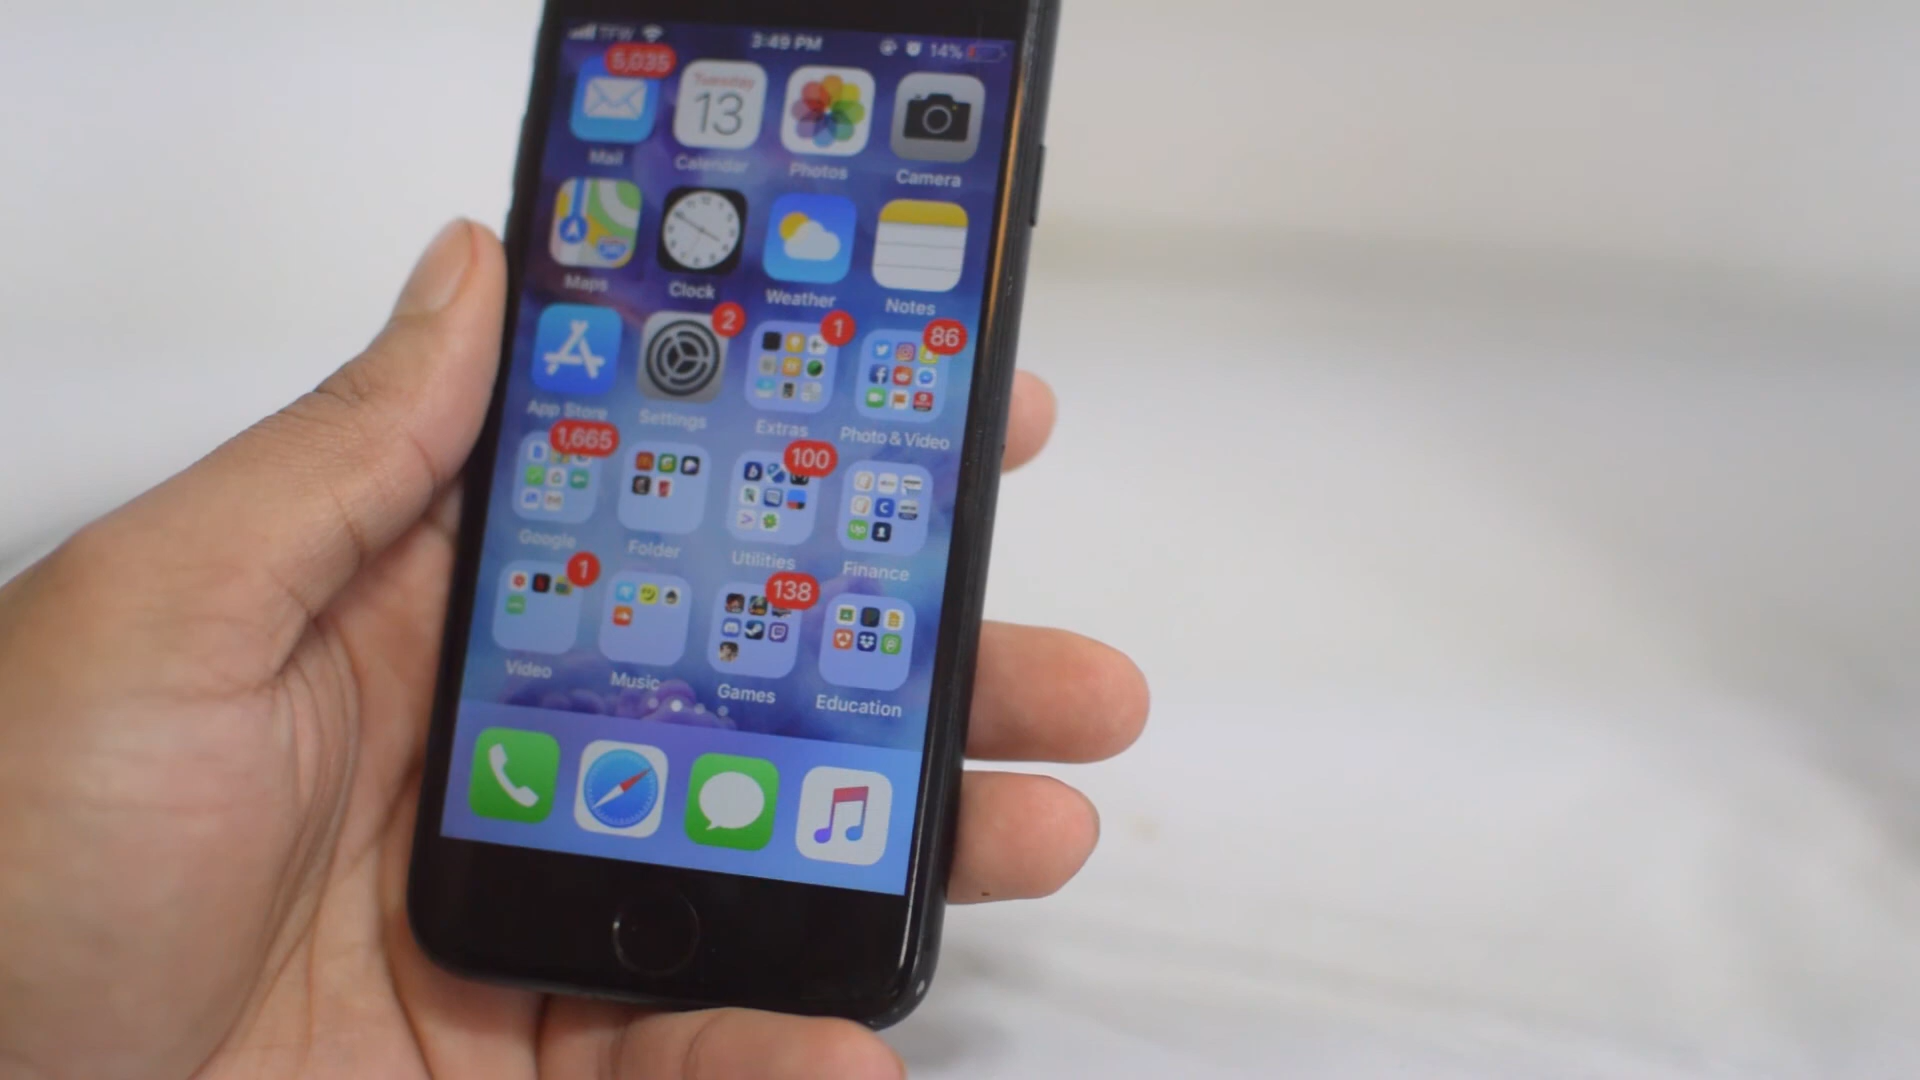 TFW 3:49 PM 14%
5,035
Tuesday
13
Mail Calendar Photos Camera
Maps Clock Weather Notes
2 1 86
App Store Settings Extras Photo & Video
1,665 100
Up
Google Folder Utilities Finance
1 138
Video Music Games Education